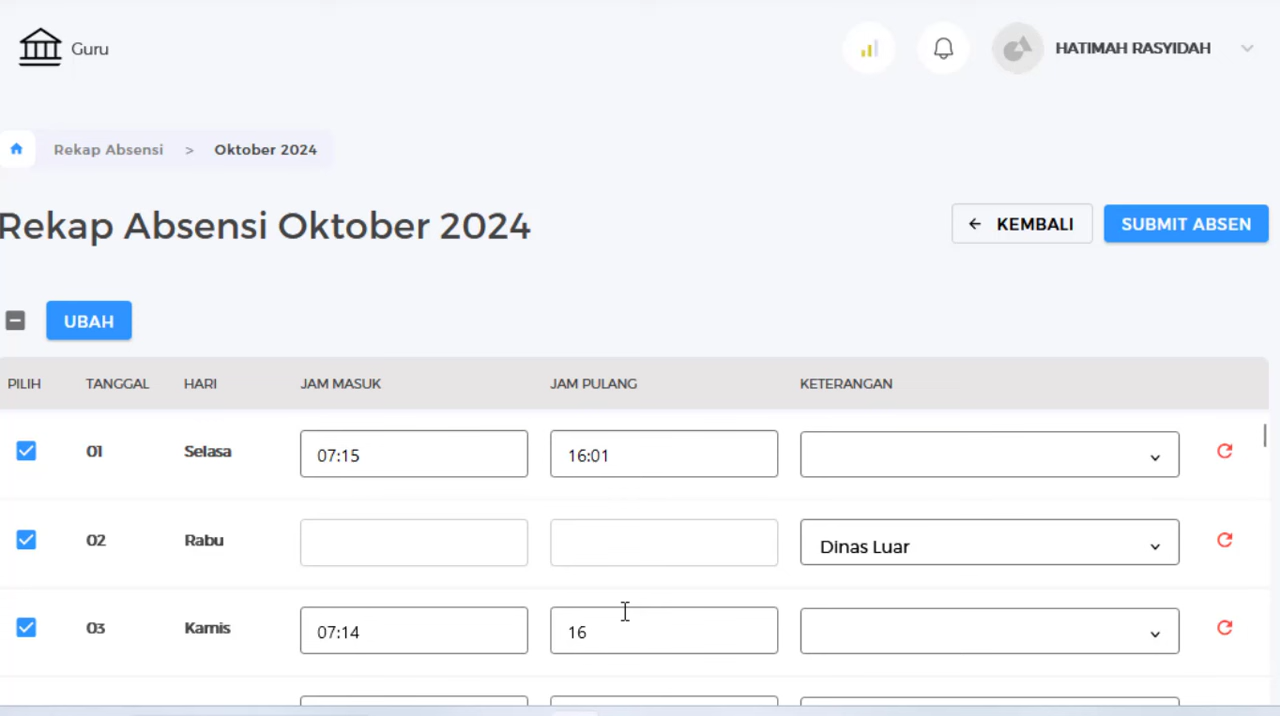 Guru
HATIMAH RASYIDAH
Rekap Absensi > Oktober 2024
Rekap Absensi Oktober 2024
← KEMBALI
SUBMIT ABSEN
UBAH
PILIH TANGGAL HARI JAM MASUK JAM PULANG KETERANGAN
01 Selasa 07:15 16:01
02 Rabu Dinas Luar
03 Kamis 07:14 16